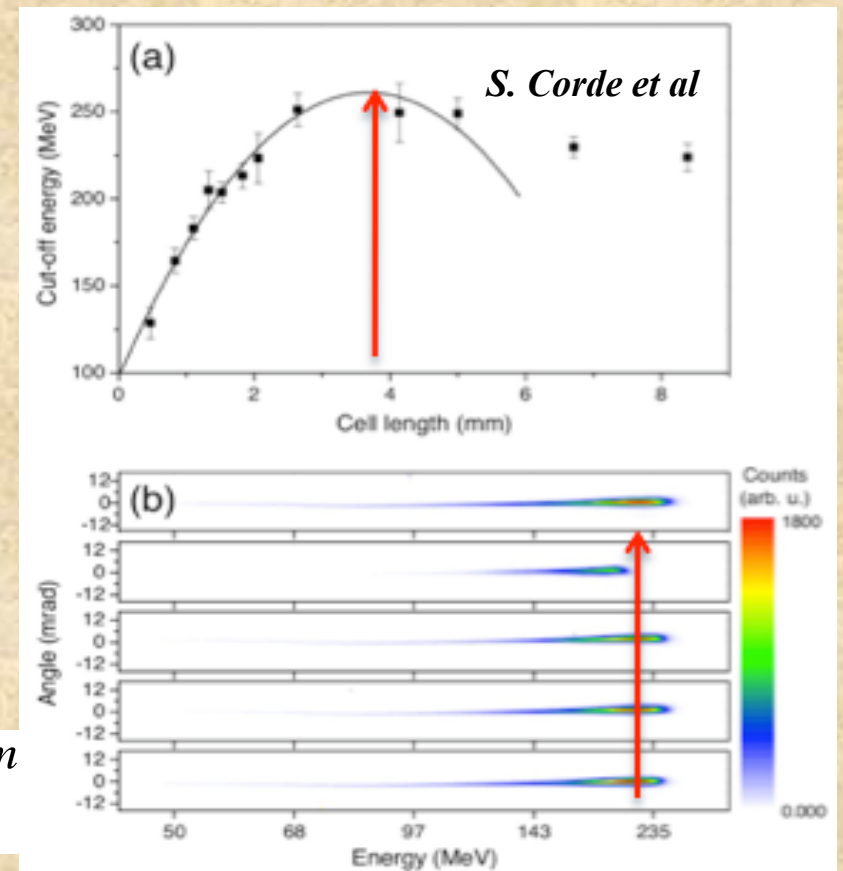 (a)
S. Corde et al
300
250
200
150
100
Cut-off energy (MeV)
0 2 4 6 8
Cell length (mm)
(b)
Counts
(arb. u.)
1800
0.000
12
0
-12
12
0
-12
12
0
-12
12
0
-12
12
0
-12
Angle (mrad)
n
50 68 97 143 235
Energy (MeV)